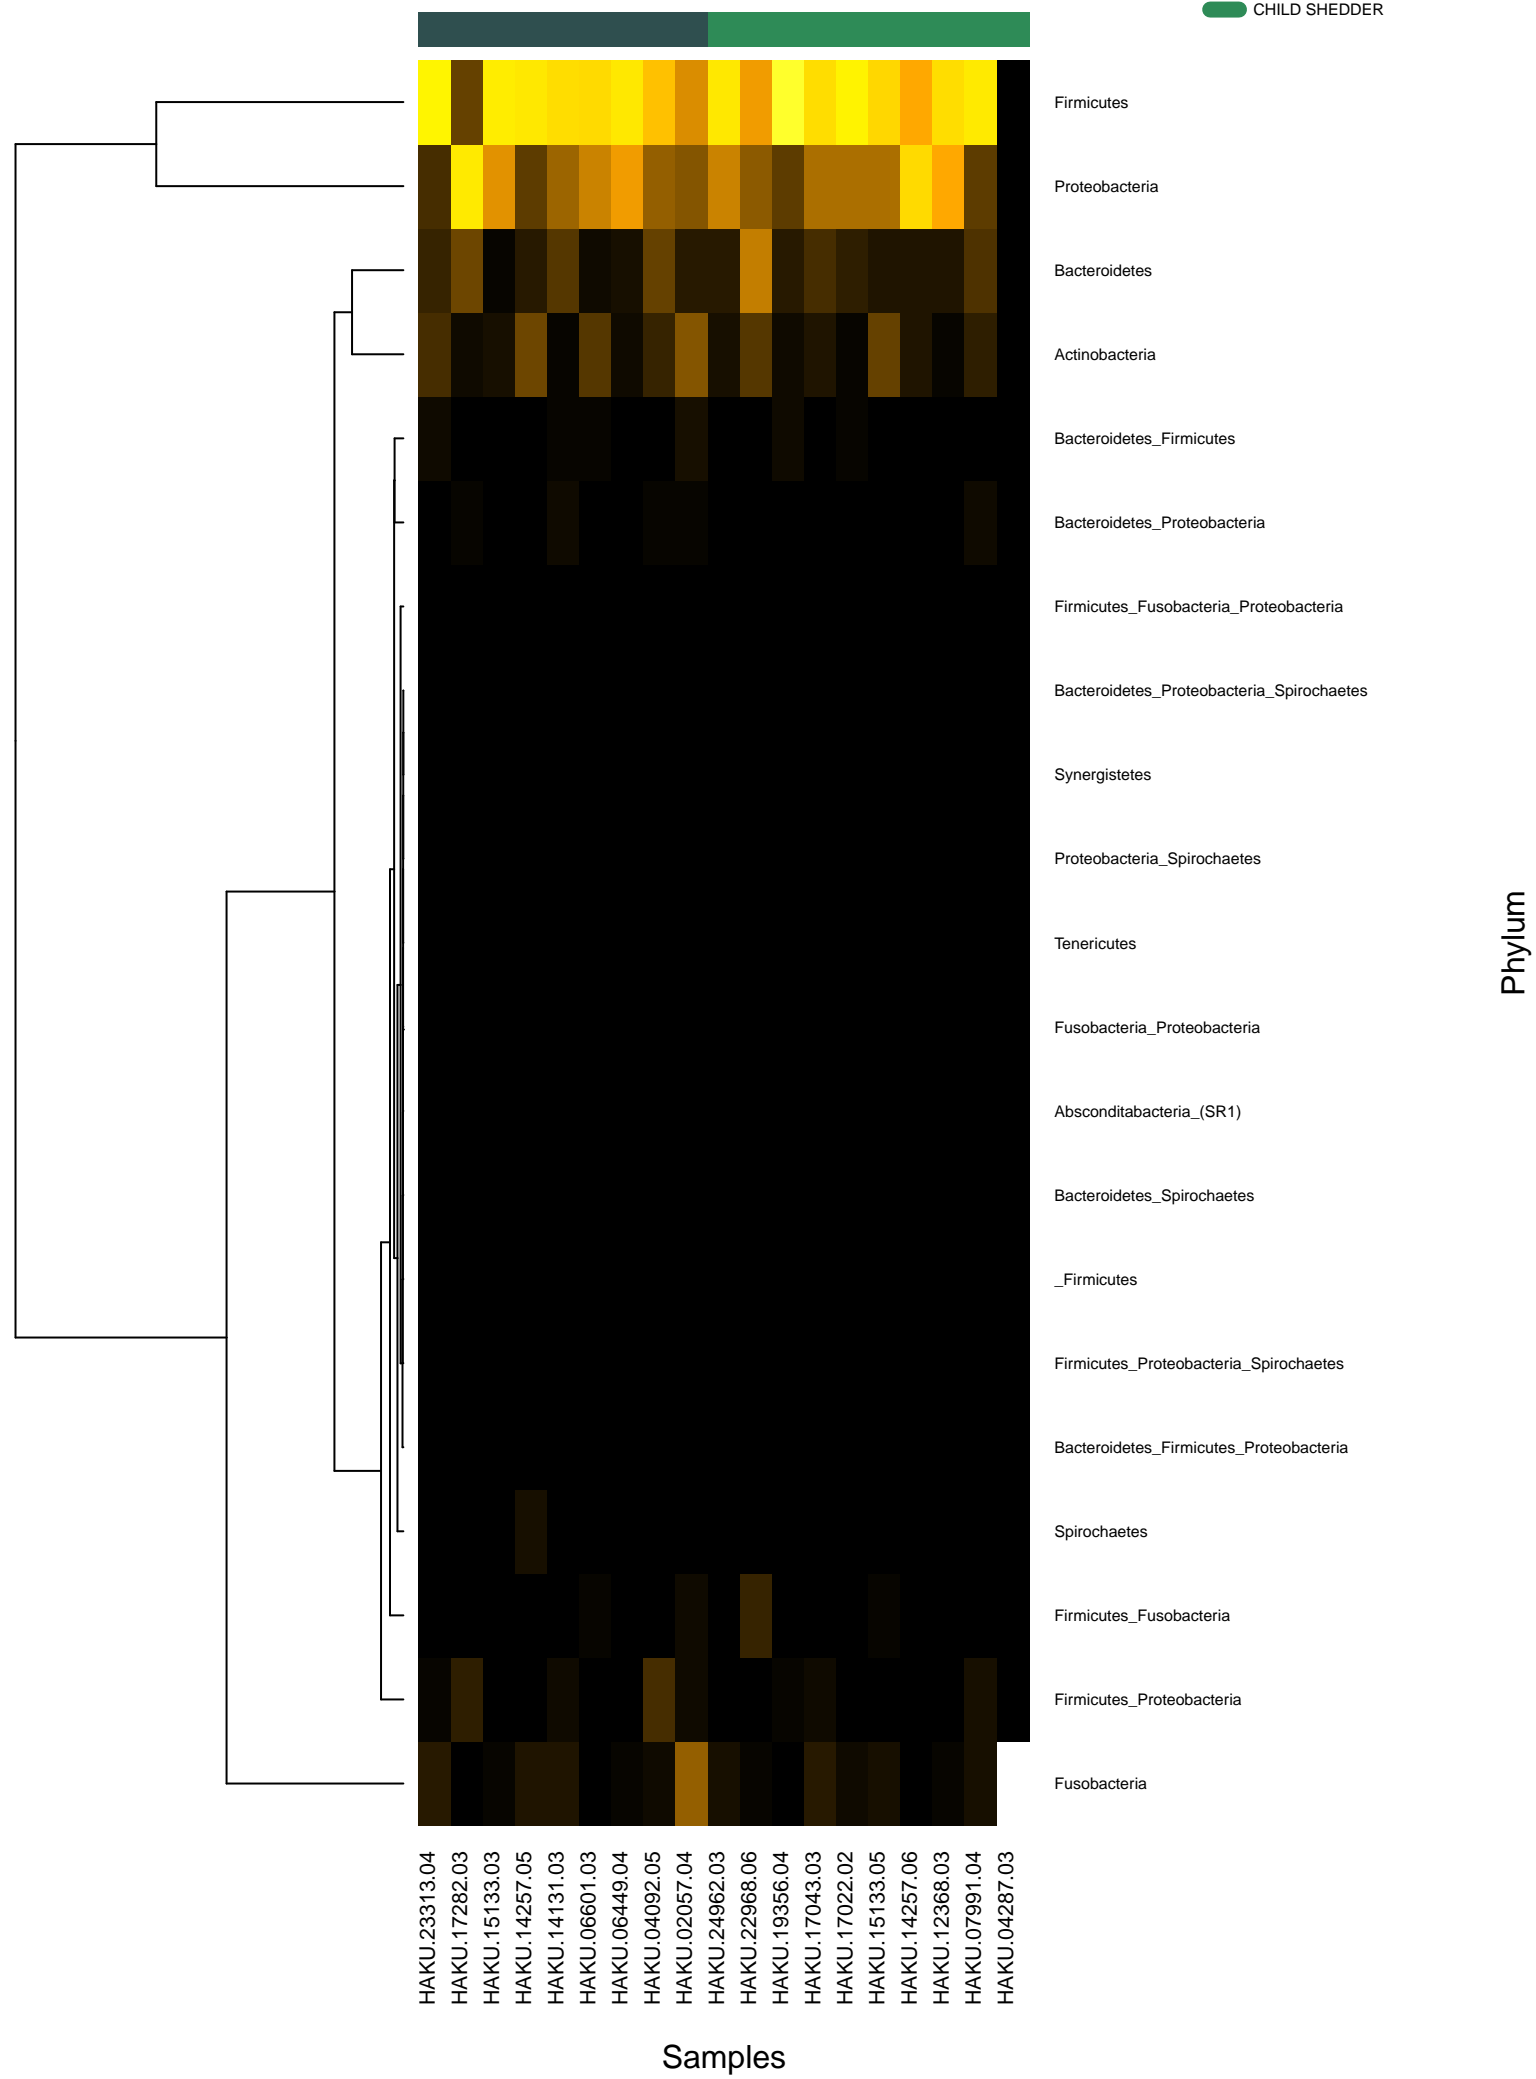 CHILD SHEDDER
Firmicutes
Proteobacteria
Bacteroidetes
Actinobacteria
Bacteroidetes_Firmicutes
Bacteroidetes_Proteobacteria
Firmicutes_Fusobacteria_Proteobacteria
Bacteroidetes_Proteobacteria_Spirochaetes
Synergistetes
Proteobacteria_Spirochaetes
Tenericutes
Fusobacteria_Proteobacteria
Absconditabacteria_(SR1)
Bacteroidetes_Spirochaetes
_Firmicutes
Firmicutes_Proteobacteria_Spirochaetes
Bacteroidetes_Firmicutes_Proteobacteria
Spirochaetes
Firmicutes_Fusobacteria
Firmicutes_Proteobacteria
Fusobacteria
Phylum
HAKU.23313.04
HAKU.17282.03
HAKU.15133.03
HAKU.14257.05
HAKU.14131.03
HAKU.06601.03
HAKU.06449.04
HAKU.04092.05
HAKU.02057.04
HAKU.24962.03
HAKU.22968.06
HAKU.19356.04
HAKU.17043.03
HAKU.17022.02
HAKU.15133.05
HAKU.14257.06
HAKU.12368.03
HAKU.07991.04
HAKU.04287.03
Samples